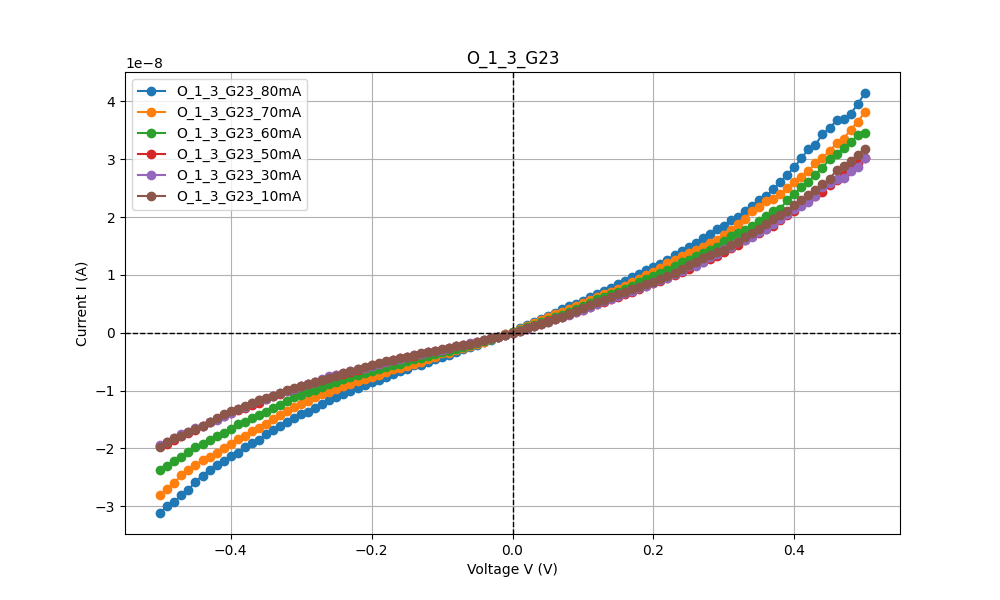 O_1_3_G23
1e−8
O_1_3_G23_80mA
O_1_3_G23_70mA
O_1_3_G23_60mA
O_1_3_G23_50mA
O_1_3_G23_30mA
O_1_3_G23_10mA
Current I (A)
4
3
2
1
0
−1
−2
−3
−0.4 −0.2 0.0 0.2 0.4
Voltage V (V)